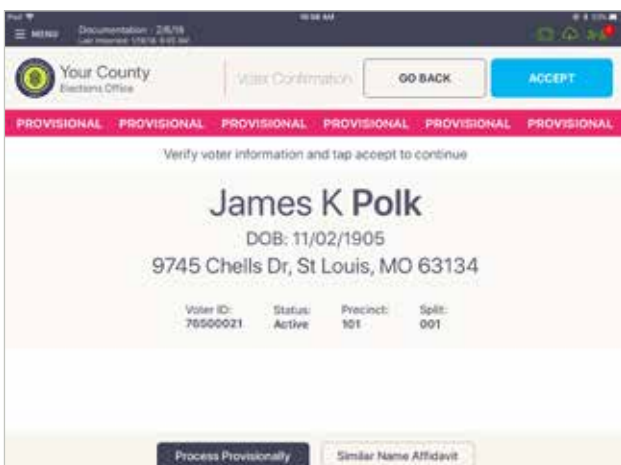 MENU
Documentation - 2/6/18
Your County
Elections Office
Voter Confirmation
GO BACK
ACCEPT
PROVISIONAL PROVISIONAL PROVISIONAL PROVISIONAL PROVISIONAL PROVISIONAL
Verify voter information and tap accept to continue
James K Polk
DOB: 11/02/1905
9745 Chells Dr, St Louis, MO 63134
Voter ID: Status: Precinct: Split:
76500021 Active 101 001
Process Provisionally
Similar Name Affidavit